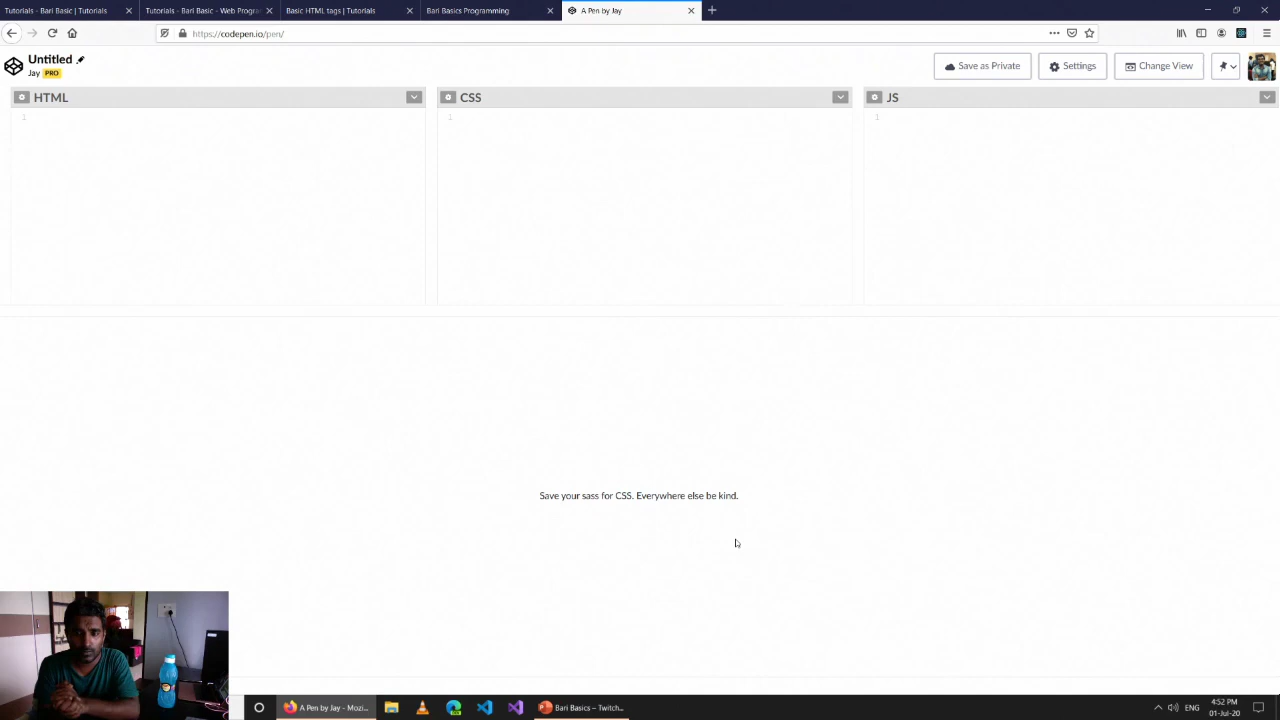 Tutorials - Bari Basic | Tutorials
Tutorials - Bari Basic - Web Progran
Basic HTML tags | Tutorials
Bari Basics Programming
A Pen by Jay
https://codepen.io/pen/
Untitled
Jay PRO
Save as Private
Settings
Change View
HTML
CSS
JS
1
1
1
Save your sass for CSS. Everywhere else be kind.
A Pen by Jay - Mozi...
Bari Basics – Twitch...
ENG
4:52 PM
01-Jul-20